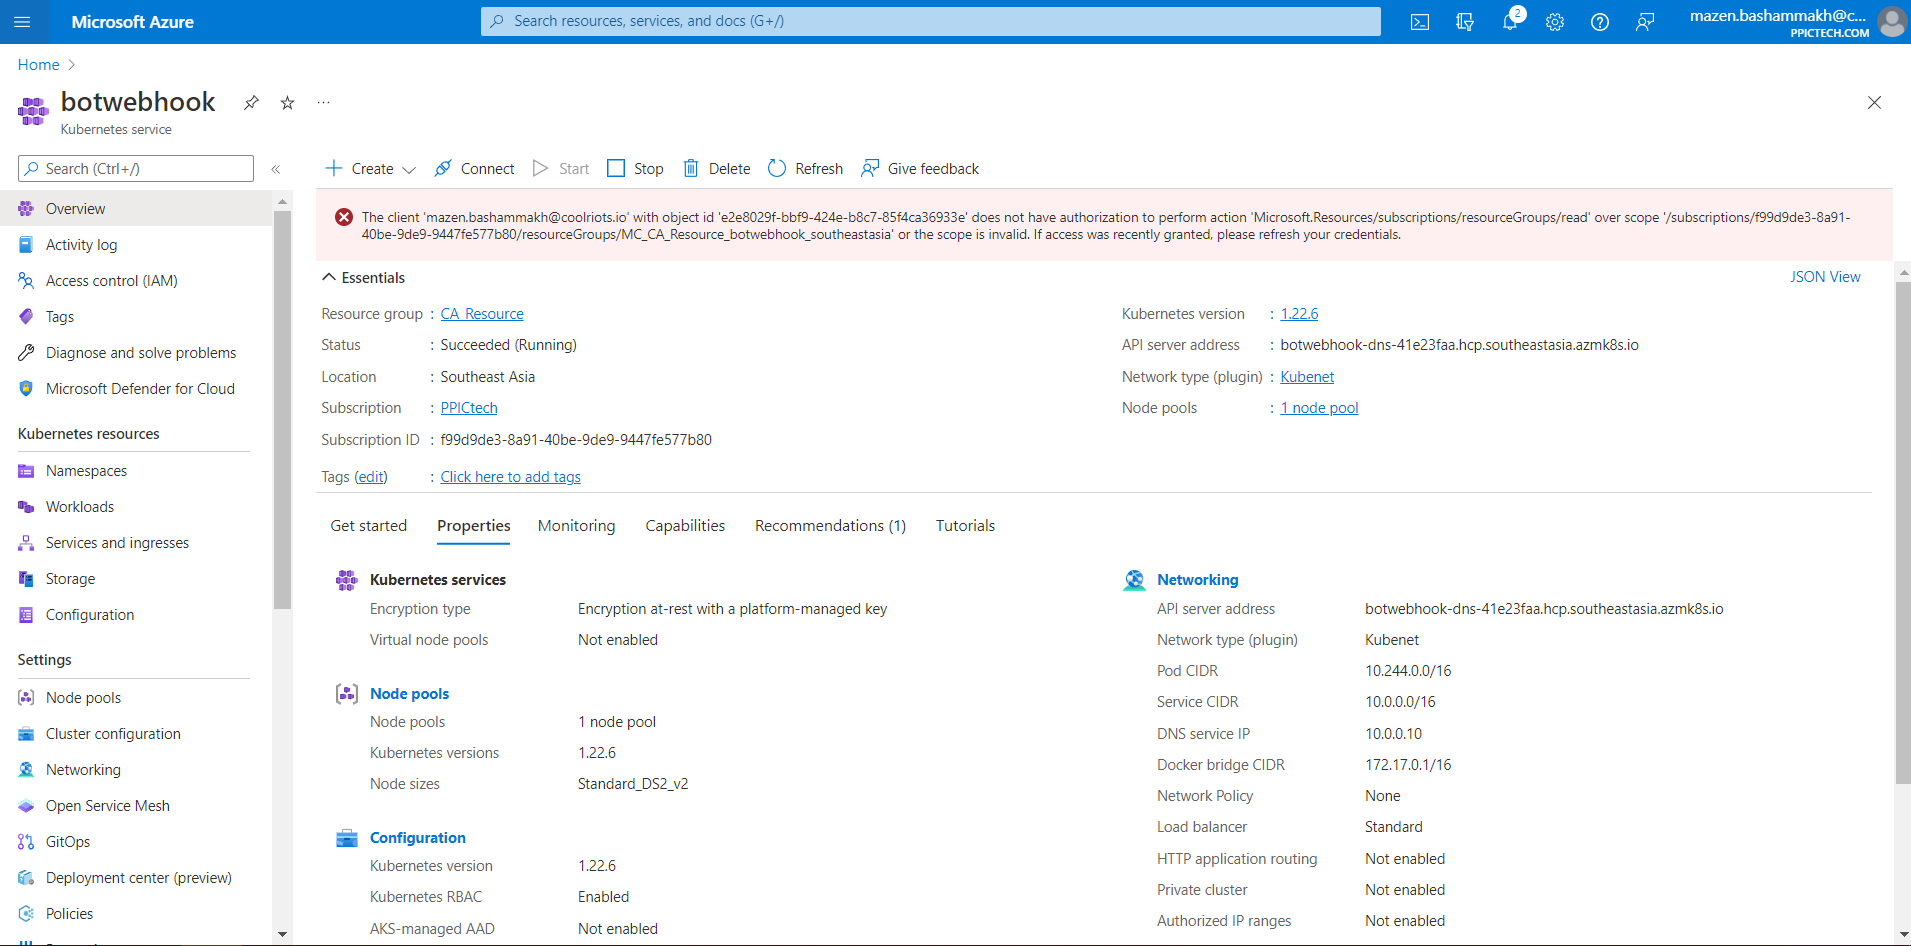 Microsoft Azure
Search resources, services, and docs (G+/)
2
mazen.bashammakh@c...
PPICTECH.COM
Home
botwebhook
Kubernetes service
Search (Ctrl+/)
Create
Connect
Start
Stop
Delete
Refresh
Give feedback
Overview
Activity log
Access control (IAM)
Tags
Diagnose and solve problems
Microsoft Defender for Cloud
Kubernetes resources
Namespaces
Workloads
Services and ingresses
Storage
Configuration
Settings
Node pools
Cluster configuration
Networking
Open Service Mesh
GitOps
Deployment center (preview)
Policies
The client 'mazen.bashammakh@coolriots.io' with object id 'e2e8029f-bbf9-424e-b8c7-85f4ca36933e' does not have authorization to perform action 'Microsoft.Resources/subscriptions/resourceGroups/read' over scope '/subscriptions/f99d9de3-8a91-
40be-9de9-9447fe577b80/resourceGroups/MC_CA_Resource_botwebhook_southeastasia' or the scope is invalid. If access was recently granted, please refresh your credentials.
Essentials
JSON View
Resource group : CA_Resource
Status : Succeeded (Running)
Location : Southeast Asia
Subscription : PPICtech
Subscription ID : f99d9de3-8a91-40be-9de9-9447fe577b80
Tags (edit) : Click here to add tags
Kubernetes version : 1.22.6
API server address : botwebhook-dns-41e23faa.hcp.southeastasia.azmk8s.io
Network type (plugin) : Kubenet
Node pools : 1 node pool
Get started
Properties
Monitoring
Capabilities
Recommendations (1)
Tutorials
Kubernetes services
Encryption type Encryption at-rest with a platform-managed key
Virtual node pools Not enabled
Node pools
Node pools 1 node pool
Kubernetes versions 1.22.6
Node sizes Standard_DS2_v2
Configuration
Kubernetes version 1.22.6
Kubernetes RBAC Enabled
AKS-managed AAD Not enabled
Networking
API server address botwebhook-dns-41e23faa.hcp.southeastasia.azmk8s.io
Network type (plugin) Kubenet
Pod CIDR 10.244.0.0/16
Service CIDR 10.0.0.0/16
DNS service IP 10.0.0.10
Docker bridge CIDR 172.17.0.1/16
Network Policy None
Load balancer Standard
HTTP application routing Not enabled
Private cluster Not enabled
Authorized IP ranges Not enabled